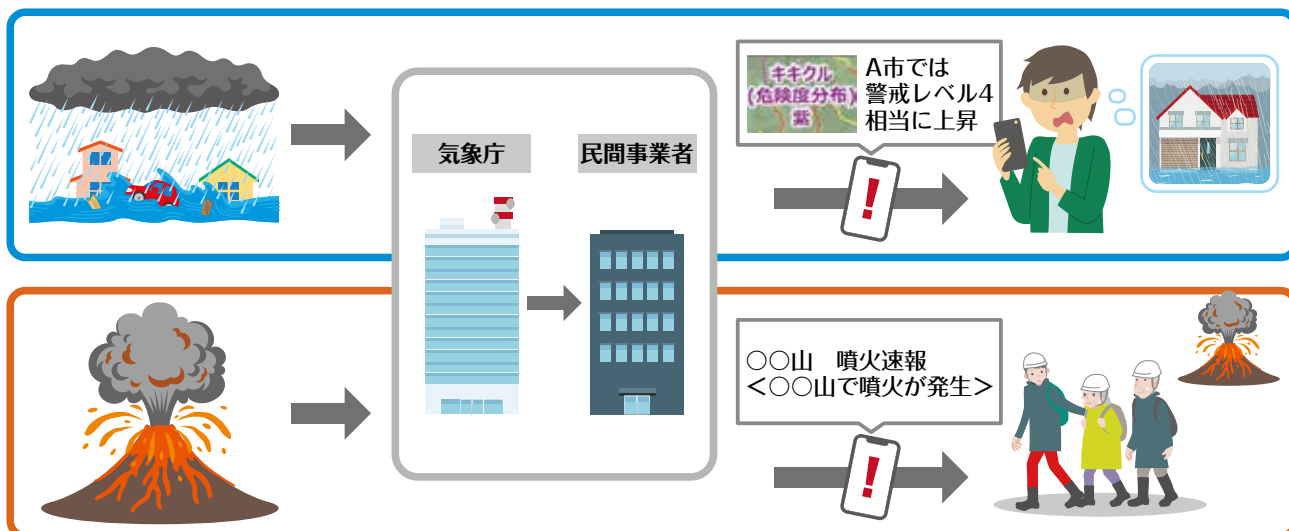 気象庁
民間事業者
キキクル
(危険度分布)
紫
A市では
警戒レベル4
相当に上昇
!
○○山　噴火速報
<○○山で噴火が発生>
!